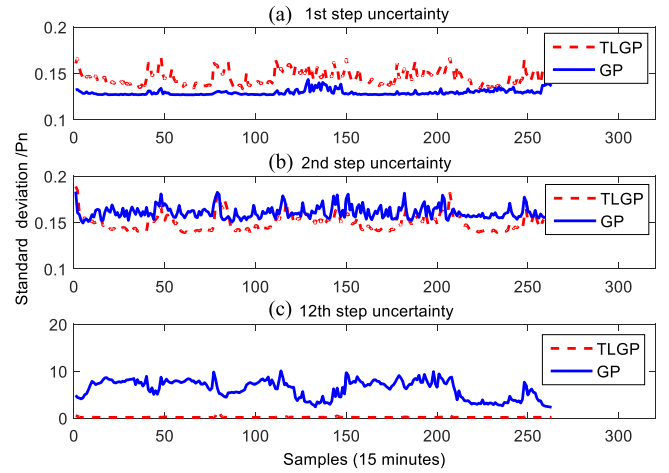 (a) 1st step uncertainty
0.2
0.15
0.1
TLGP
GP
0 50 100 150 200 250 300
(b) 2nd step uncertainty
0.2
0.15
0.1
TLGP
GP
0 50 100 150 200 250 300
Standard deviation /Pn
(c) 12th step uncertainty
20
10
0
TLGP
GP
0 50 100 150 200 250 300
Samples (15 minutes)